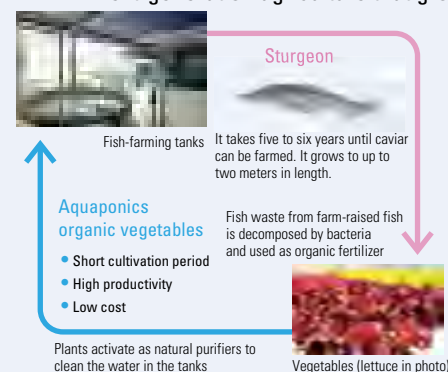 Sturgeon
Fish-farming tanks
It takes five to six years until caviar
can be farmed. It grows to up to
two meters in length.
Aquaponics
organic vegetables
• Short cultivation period
• High productivity
• Low cost
Fish waste from farm-raised fish
is decomposed by bacteria
and used as organic fertilizer
Plants activate as natural purifiers to
clean the water in the tanks
Vegetables (lettuce in photo)